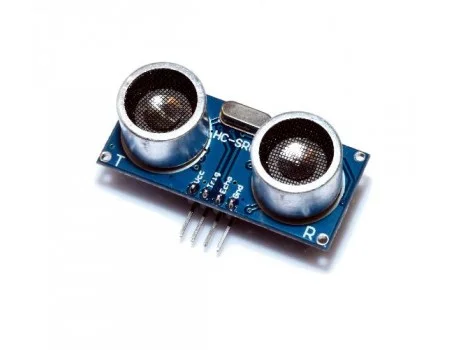 HC-SR
T
Vcc
Trig
Echo
Gnd
R